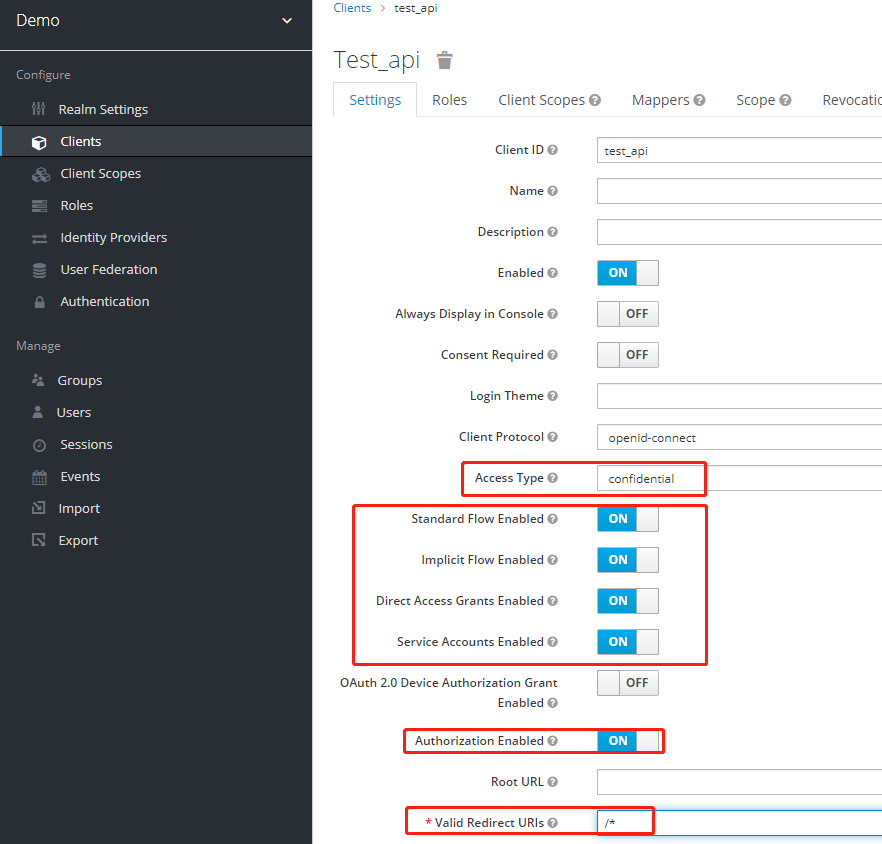 Demo
Configure
Realm Settings
Clients
Client Scopes
Roles
Identity Providers
User Federation
Authentication
Manage
Groups
Users
Sessions
Events
Import
Export
Clients > test_api
Test_api
Settings Roles Client Scopes Mappers Scope Revocatio
Client ID test_api
Name
Description
Enabled ON
Always Display in Console OFF
Consent Required OFF
Login Theme
Client Protocol openid-connect
Access Type confidential
Standard Flow Enabled ON
Implicit Flow Enabled ON
Direct Access Grants Enabled ON
Service Accounts Enabled ON
OAuth 2.0 Device Authorization Grant OFF
Enabled
Authorization Enabled ON
Root URL
* Valid Redirect URIs /*